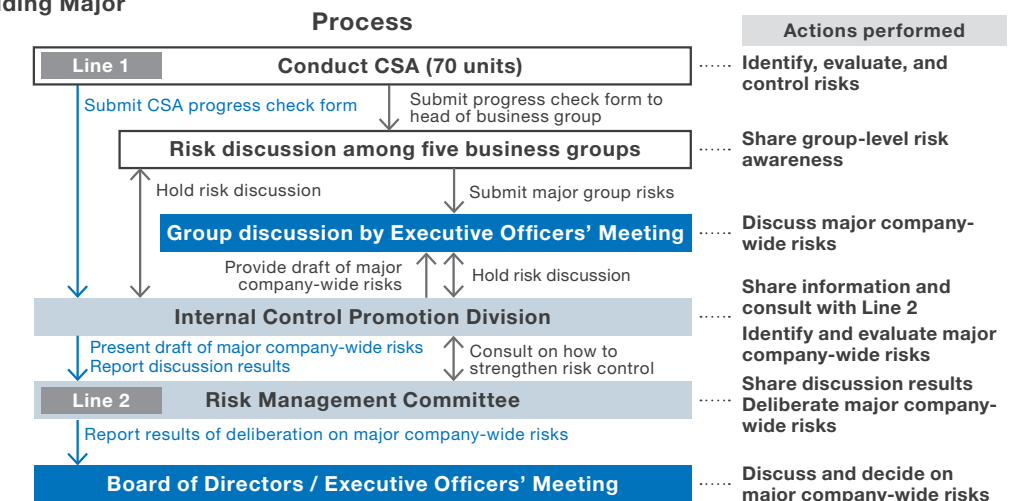 ding Major
Process
Actions performed
Line 1
Conduct CSA (70 units)
Identify, evaluate, and
control risks
Submit CSA progress check form
Submit progress check form to
head of business group
Risk discussion among five business groups
Share group-level risk
awareness
Hold risk discussion
Submit major group risks
Group discussion by Executive Officers’ Meeting
Discuss major company-
wide risks
Provide draft of major
company-wide risks
Hold risk discussion
Internal Control Promotion Division
Share information and
consult with Line 2
Identify and evaluate major
company-wide risks
Present draft of major company-wide risks
Report discussion results
Consult on how to
strengthen risk control
Line 2
Risk Management Committee
Share discussion results
Deliberate major company-
wide risks
Report results of deliberation on major company-wide risks
Board of Directors / Executive Officers’ Meeting
Discuss and decide on
major company-wide risks